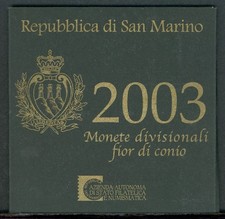 Repubblica di San Marino
2003
Monete divisionali
fior di conio
AZIENDA AUTONOMA
DI STATO FILATELICA
E NUMISMATICA